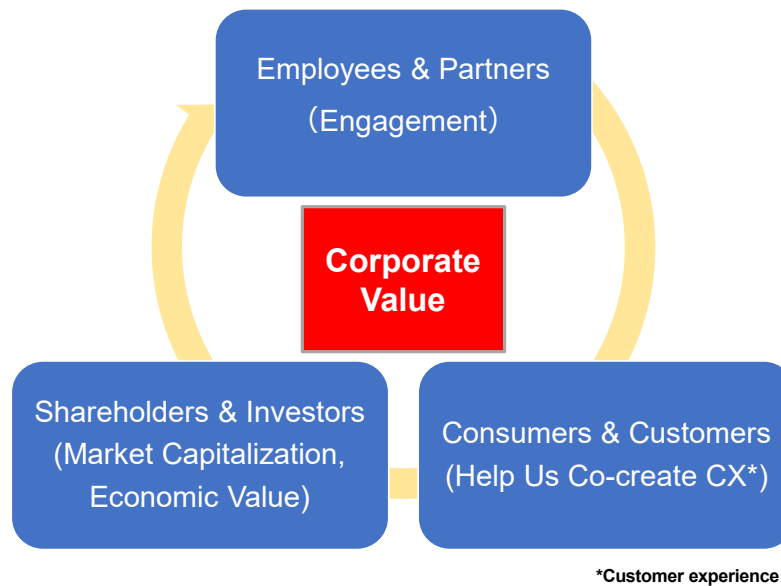 Employees & Partners
（Engagement）
Corporate
Value
Shareholders & Investors
(Market Capitalization,
Economic Value)
Consumers & Customers
(Help Us Co-create CX*)
*Customer experience